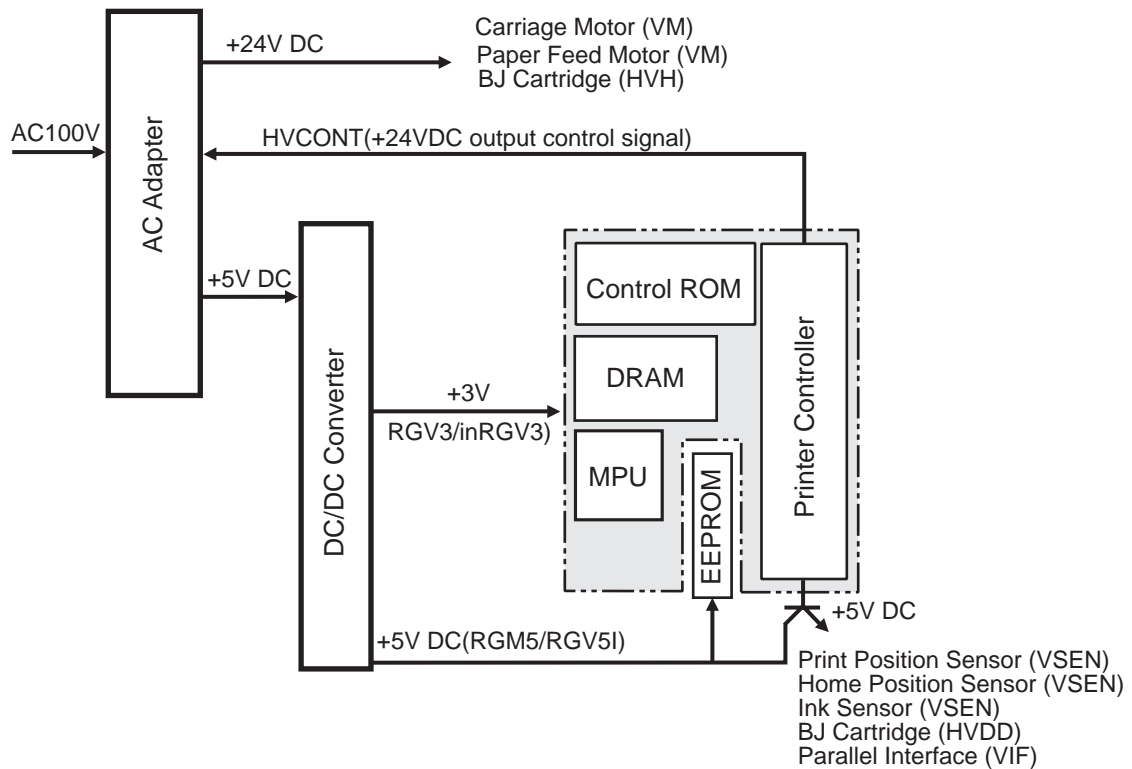 Carriage Motor (VM)
+24V DC
Paper Feed Motor (VM)
BJ Cartridge (HVH)
AC100V
HVCONT(+24VDC output control signal)
AC Adapter
+5V DC
Control ROM
DRAM
Printer Controller
DC/DC Converter
+3V
RGV3/inRGV3)
MPU
EEPROM
+5V DC
+5V DC(RGM5/RGV5I)
Print Position Sensor (VSEN)
Home Position Sensor (VSEN)
Ink Sensor (VSEN)
BJ Cartridge (HVDD)
Parallel Interface (VIF)